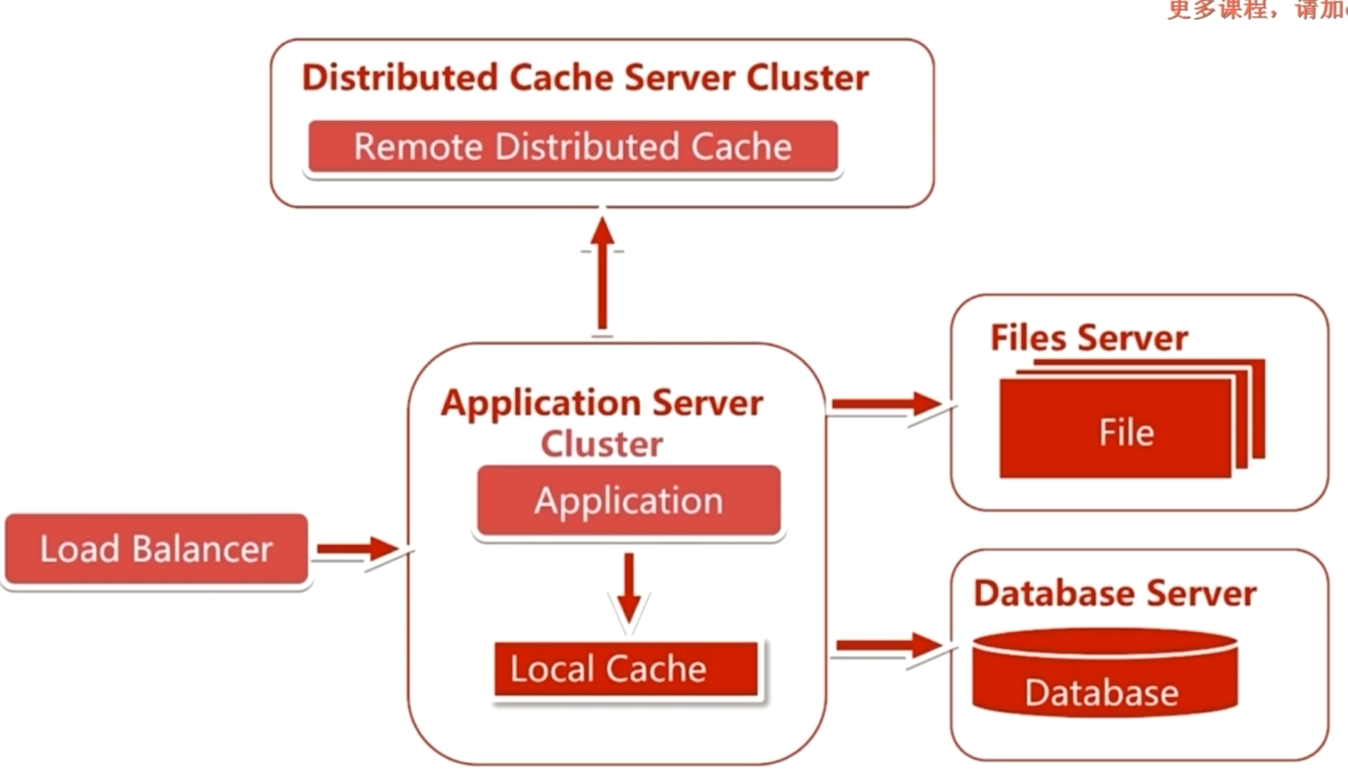 更多课程，请加
Distributed Cache Server Cluster
Remote Distributed Cache
Files Server
File
Application Server
Cluster
Application
Load Balancer
Local Cache
Database Server
Database